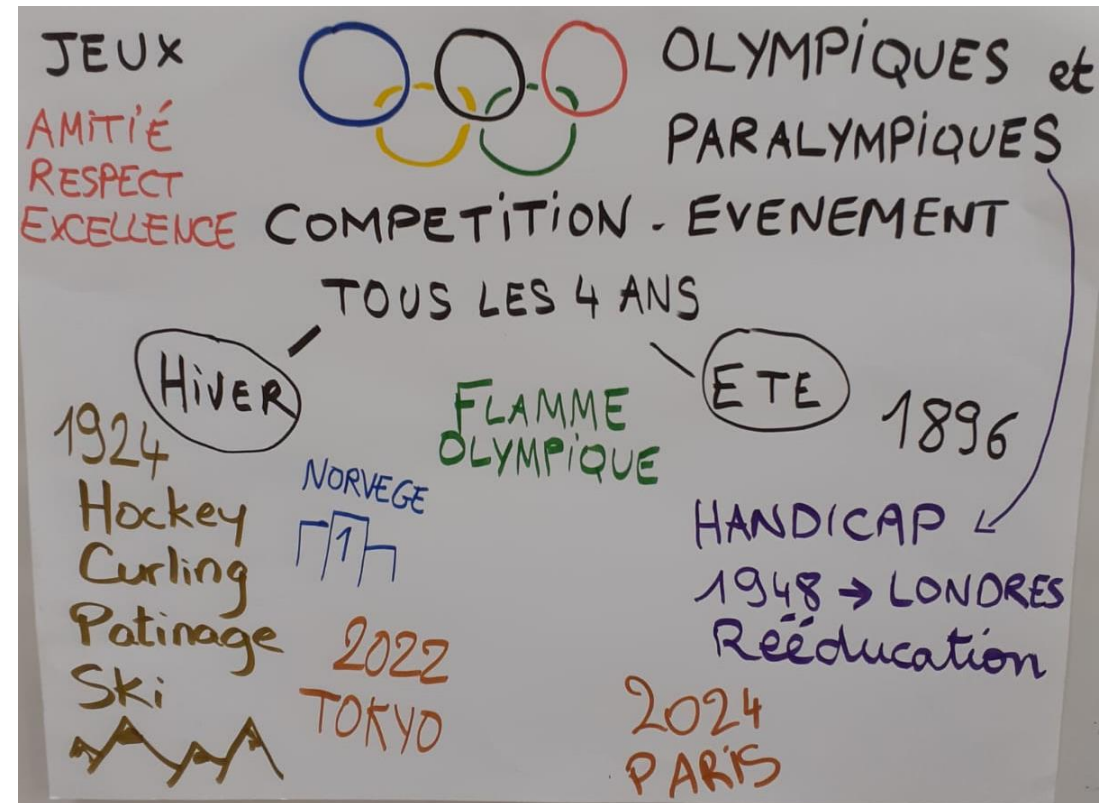 JEUX
OLYMPIQUES et
PARALYMPIQUES
AMITIÉ
RESPECT
EXCELLENCE
COMPETITION - EVENEMENT
TOUS LES 4 ANS
HIVER
ETE
1924
Hockey
Curling
Patinage
Ski
NORVEGE
1
FLAMME
OLYMPIQUE
1896
HANDICAP
1948 → LONDRES
Rééducation
2022
TOKYO
2024
PARIS